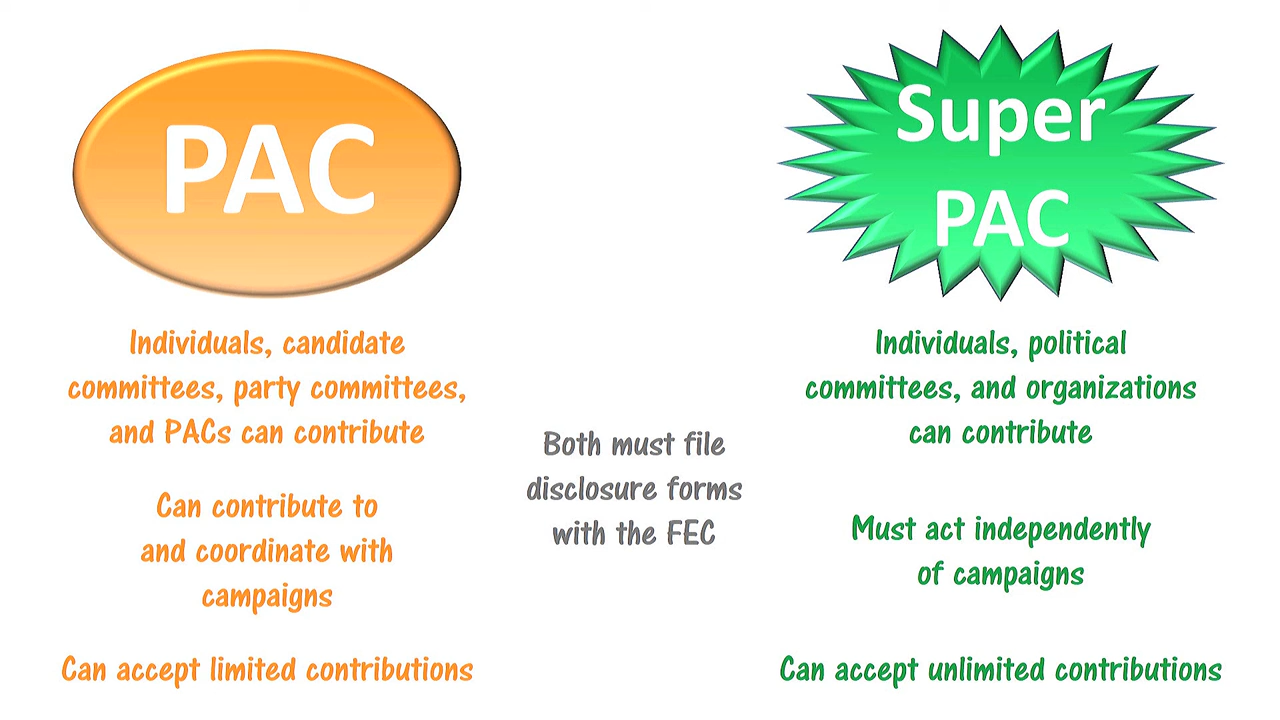 PAC
Individuals, candidate
committees, party committees,
and PACs can contribute
Can contribute to
and coordinate with
campaigns
Can accept limited contributions
Both must file
disclosure forms
with the FEC
Super
PAC
Individuals, political
committees, and organizations
can contribute
Must act independently
of campaigns
Can accept unlimited contributions